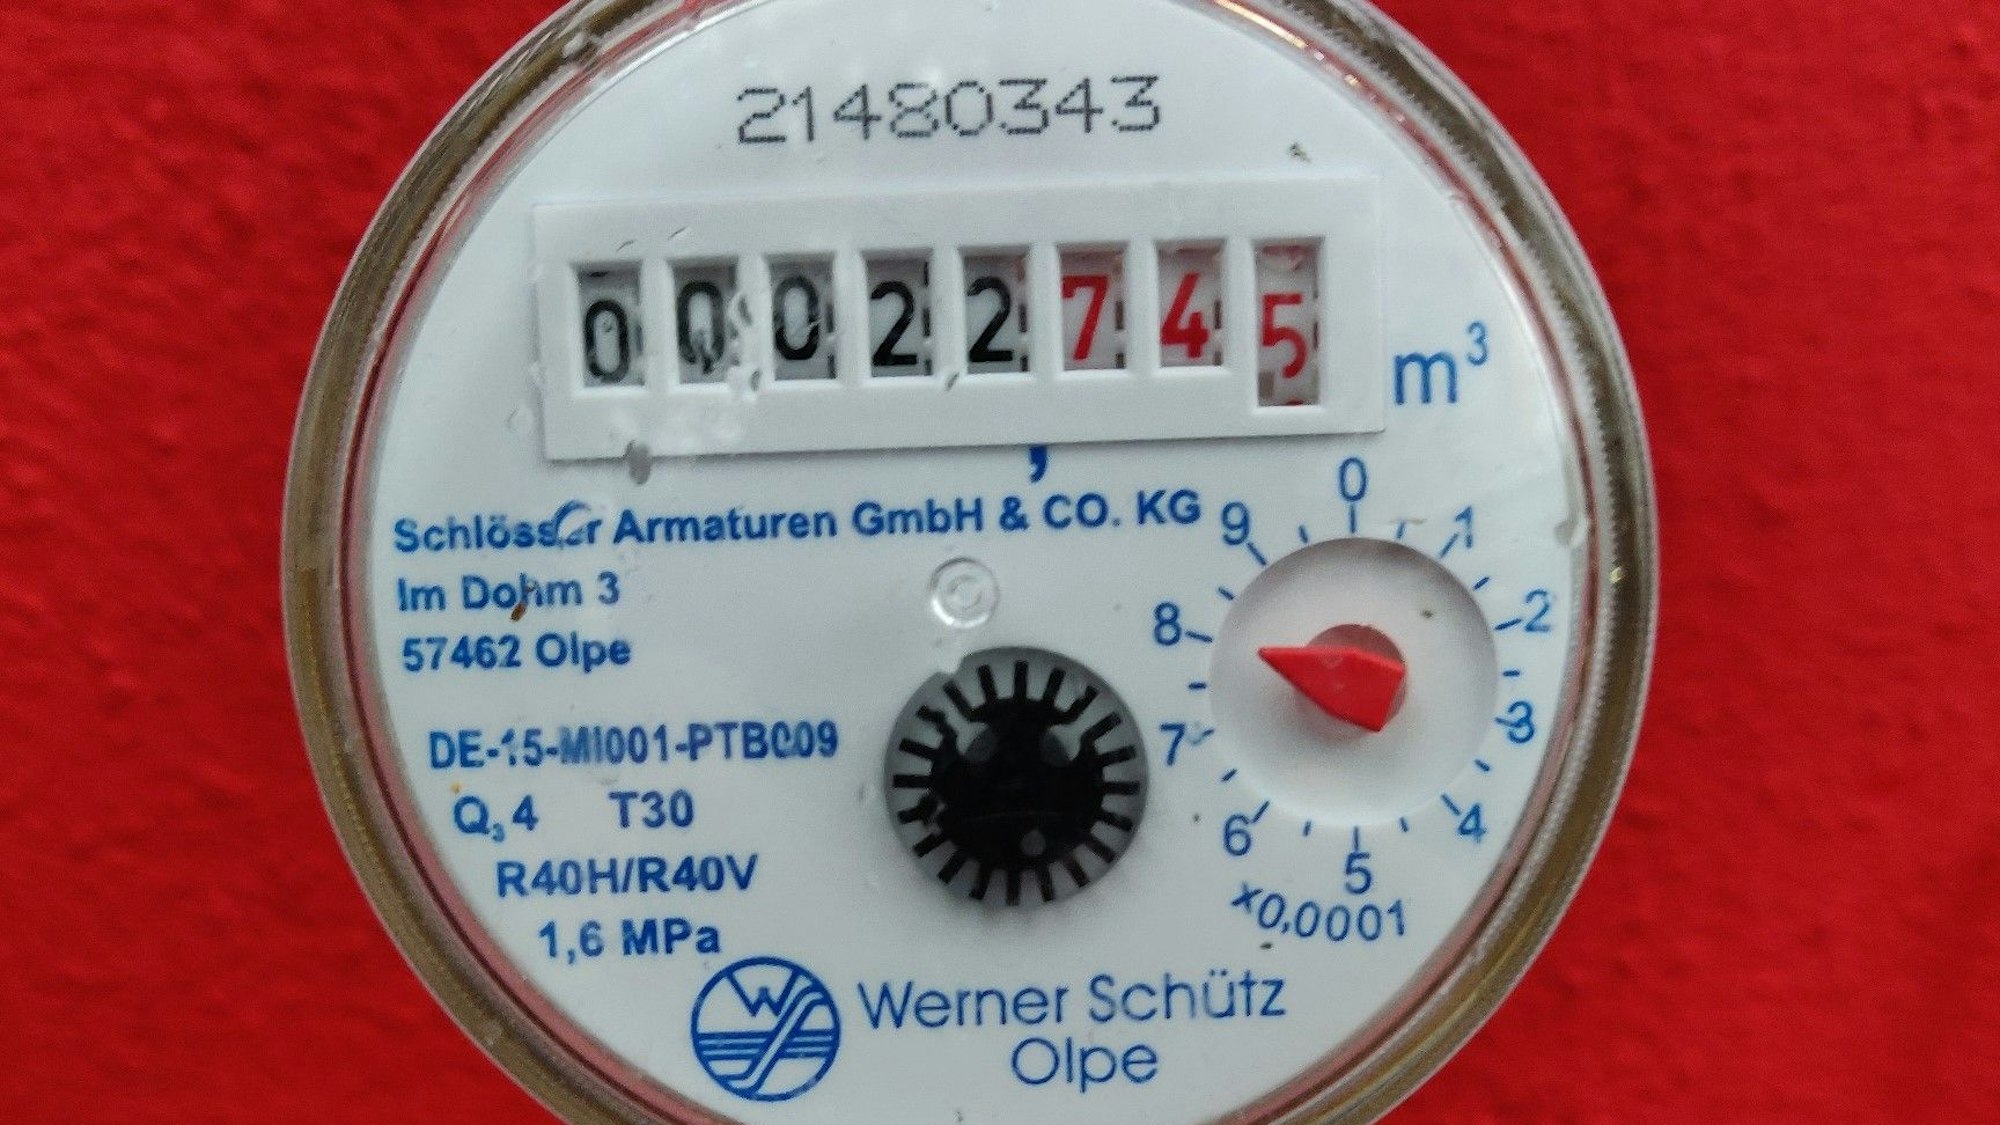 21480343
00022745 m³
,
Schlösser Armaturen GmbH & CO. KG
Im Dohm 3
57462 Olpe
DE-15-MI001-PTB009
Q₃4 T30
R40H/R40V
1,6 MPa
0 1 2 3 4 5 6 7 8 9
x0,0001
Werner Schütz
Olpe